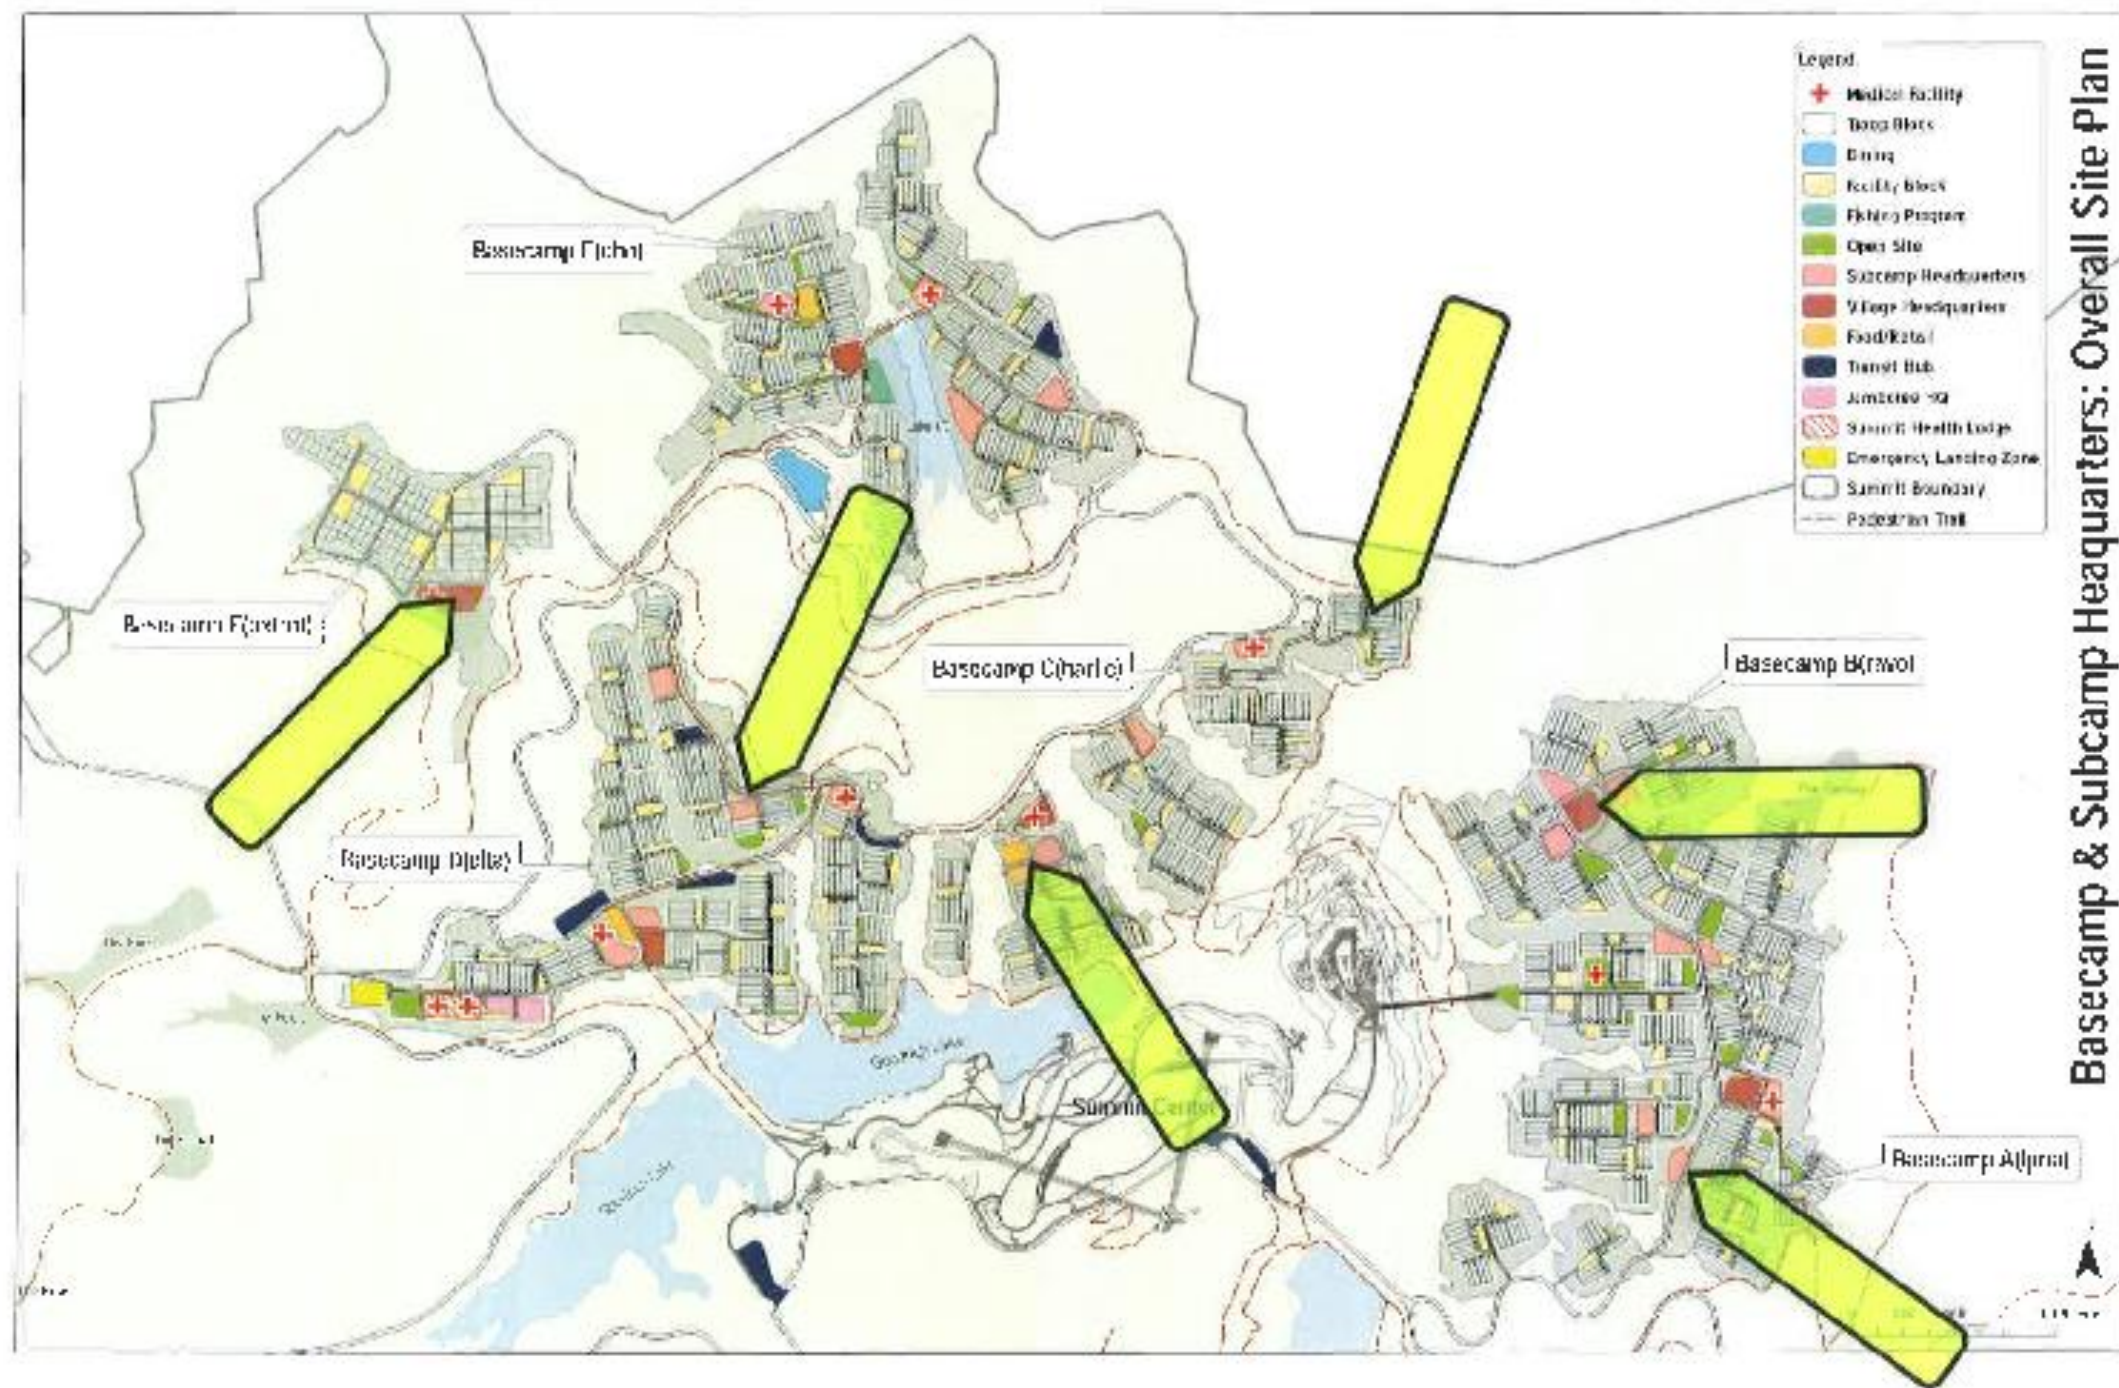 Legend
Medical Facility
Troop Block
Dining
Facility Block
Fishing Program
Open Site
Subcamp Headquarters
Village Headquarters
Food/Retail
Transit Hub
Jamboree HQ
Summit Health Lodge
Emergency Landing Zone
Summit Boundary
Pedestrian Trail
Basecamp & Subcamp Heaquarters: Overall Site Plan
Basecamp E(cho)
Basecamp C(harlie)
Basecamp B(ravo)
Basecamp D(elta)
Summit Center
Basecamp A(lpha)